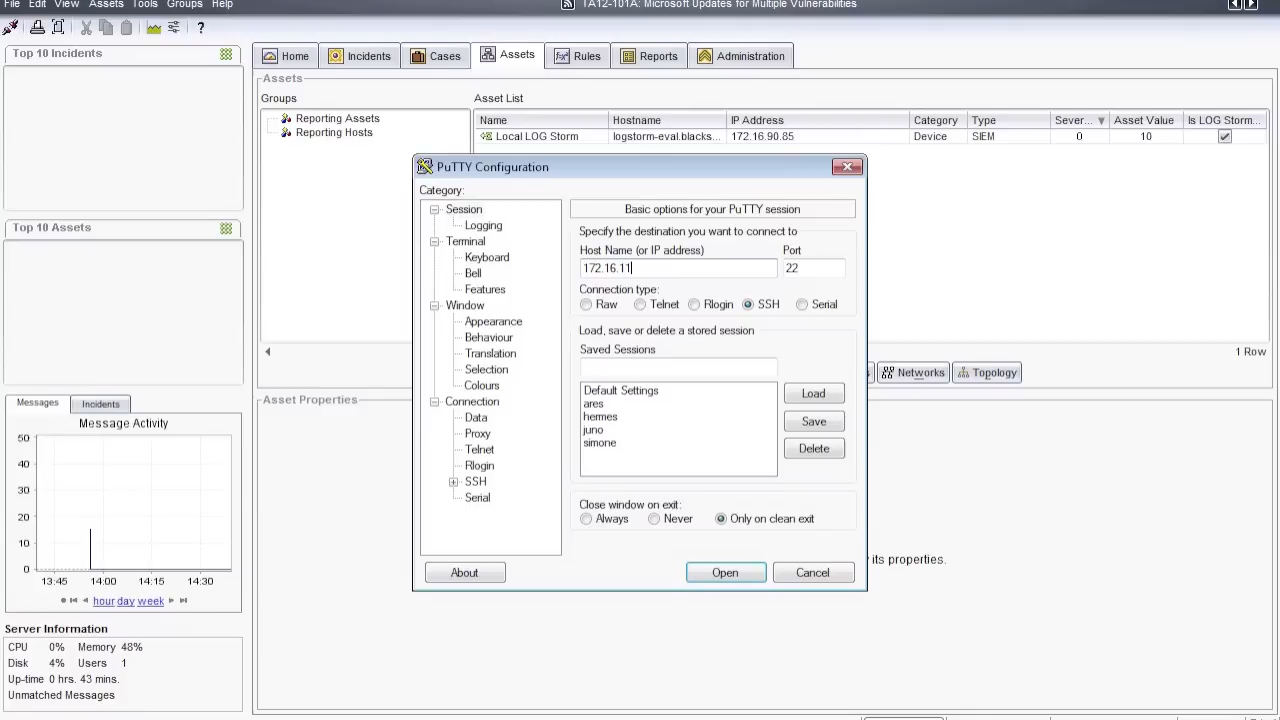 File Edit View Assets Tools Groups Help
TA12-101A: Microsoft Updates for Multiple Vulnerabilities
Top 10 Incidents
Top 10 Assets
Messages Incidents
Message Activity
50
40
30
20
10
0
13:45 14:00 14:15 14:30
hour day week
Server Information
CPU 0% Memory 48%
Disk 4% Users 1
Up-time 0 hrs. 43 mins.
Unmatched Messages
Home Incidents Cases Assets Rules Reports Administration
Assets
Groups
Reporting Assets
Reporting Hosts
Asset List
Name Hostname IP Address Category Type Sever... Asset Value Is LOG Storm...
Local LOG Storm logstorm-eval.blacks... 172.16.90.85 Device SIEM 0 10
1 Row
Networks Topology
Asset Properties
its properties.
PuTTY Configuration
Category:
Session
Logging
Terminal
Keyboard
Bell
Features
Window
Appearance
Behaviour
Translation
Selection
Colours
Connection
Data
Proxy
Telnet
Rlogin
SSH
Serial
Basic options for your PuTTY session
Specify the destination you want to connect to
Host Name (or IP address) Port
172.16.11 22
Connection type:
Raw Telnet Rlogin SSH Serial
Load, save or delete a stored session
Saved Sessions
Default Settings
ares
hermes
juno
simone
Load
Save
Delete
Close window on exit:
Always Never Only on clean exit
About Open Cancel